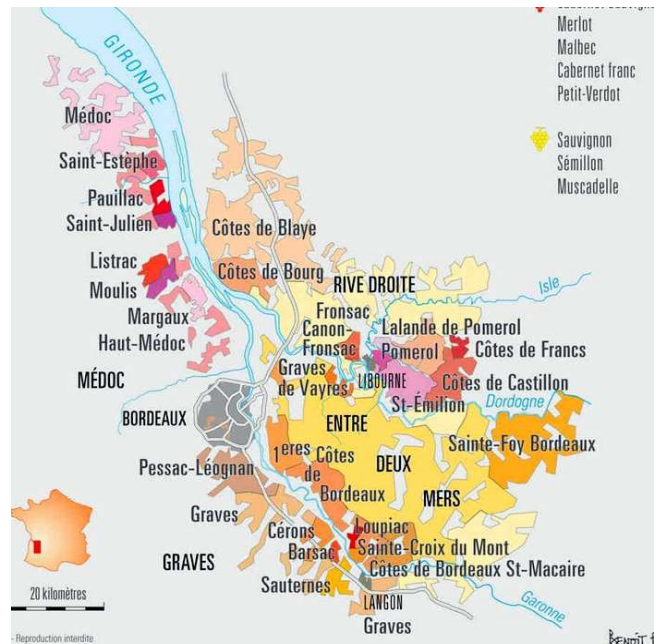 Merlot
Malbec
Cabernet franc
Petit-Verdot
Sauvignon
Sémillon
Muscadelle
GIRONDE
Médoc
Saint-Estèphe
Pauillac
Saint-Julien
Listrac
Moulis
Margaux
Haut-Médoc
MÉDOC
Côtes de Blaye
Côtes de Bourg
RIVE DROITE
Isle
Fronsac
Canon-
Fronsac
Lalande de Pomerol
Pomerol
Côtes de Francs
Graves
de Vayres
LIBOURNE
Côtes de Castillon
St-Émilion
Dordogne
BORDEAUX
ENTRE
DEUX
MERS
Sainte-Foy Bordeaux
Pessac-Léognan
1eres Côtes
de
Bordeaux
Graves
GRAVES
Cérons
Barsac
Loupiac
Sainte-Croix du Mont
Côtes de Bordeaux St-Macaire
Sauternes
LANGON
Graves
Garonne
20 kilomètres
- Reproduction interdite
BENOÎT